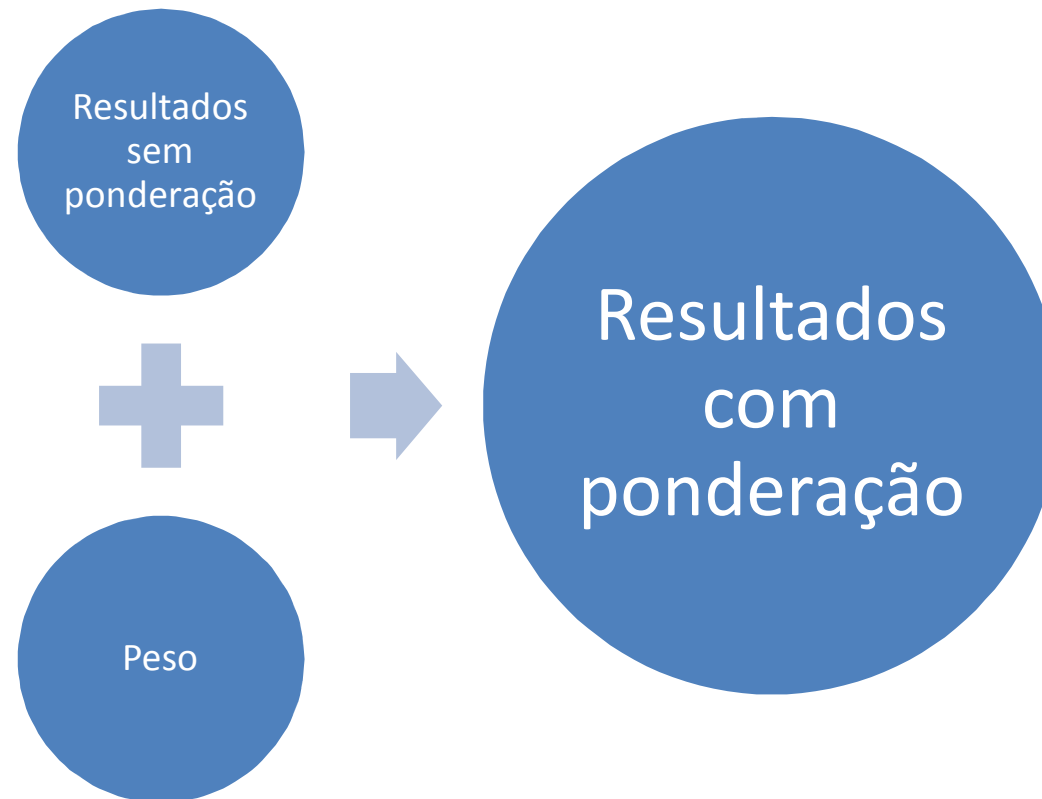 Resultados
sem
ponderação
Peso
Resultados
com
ponderação